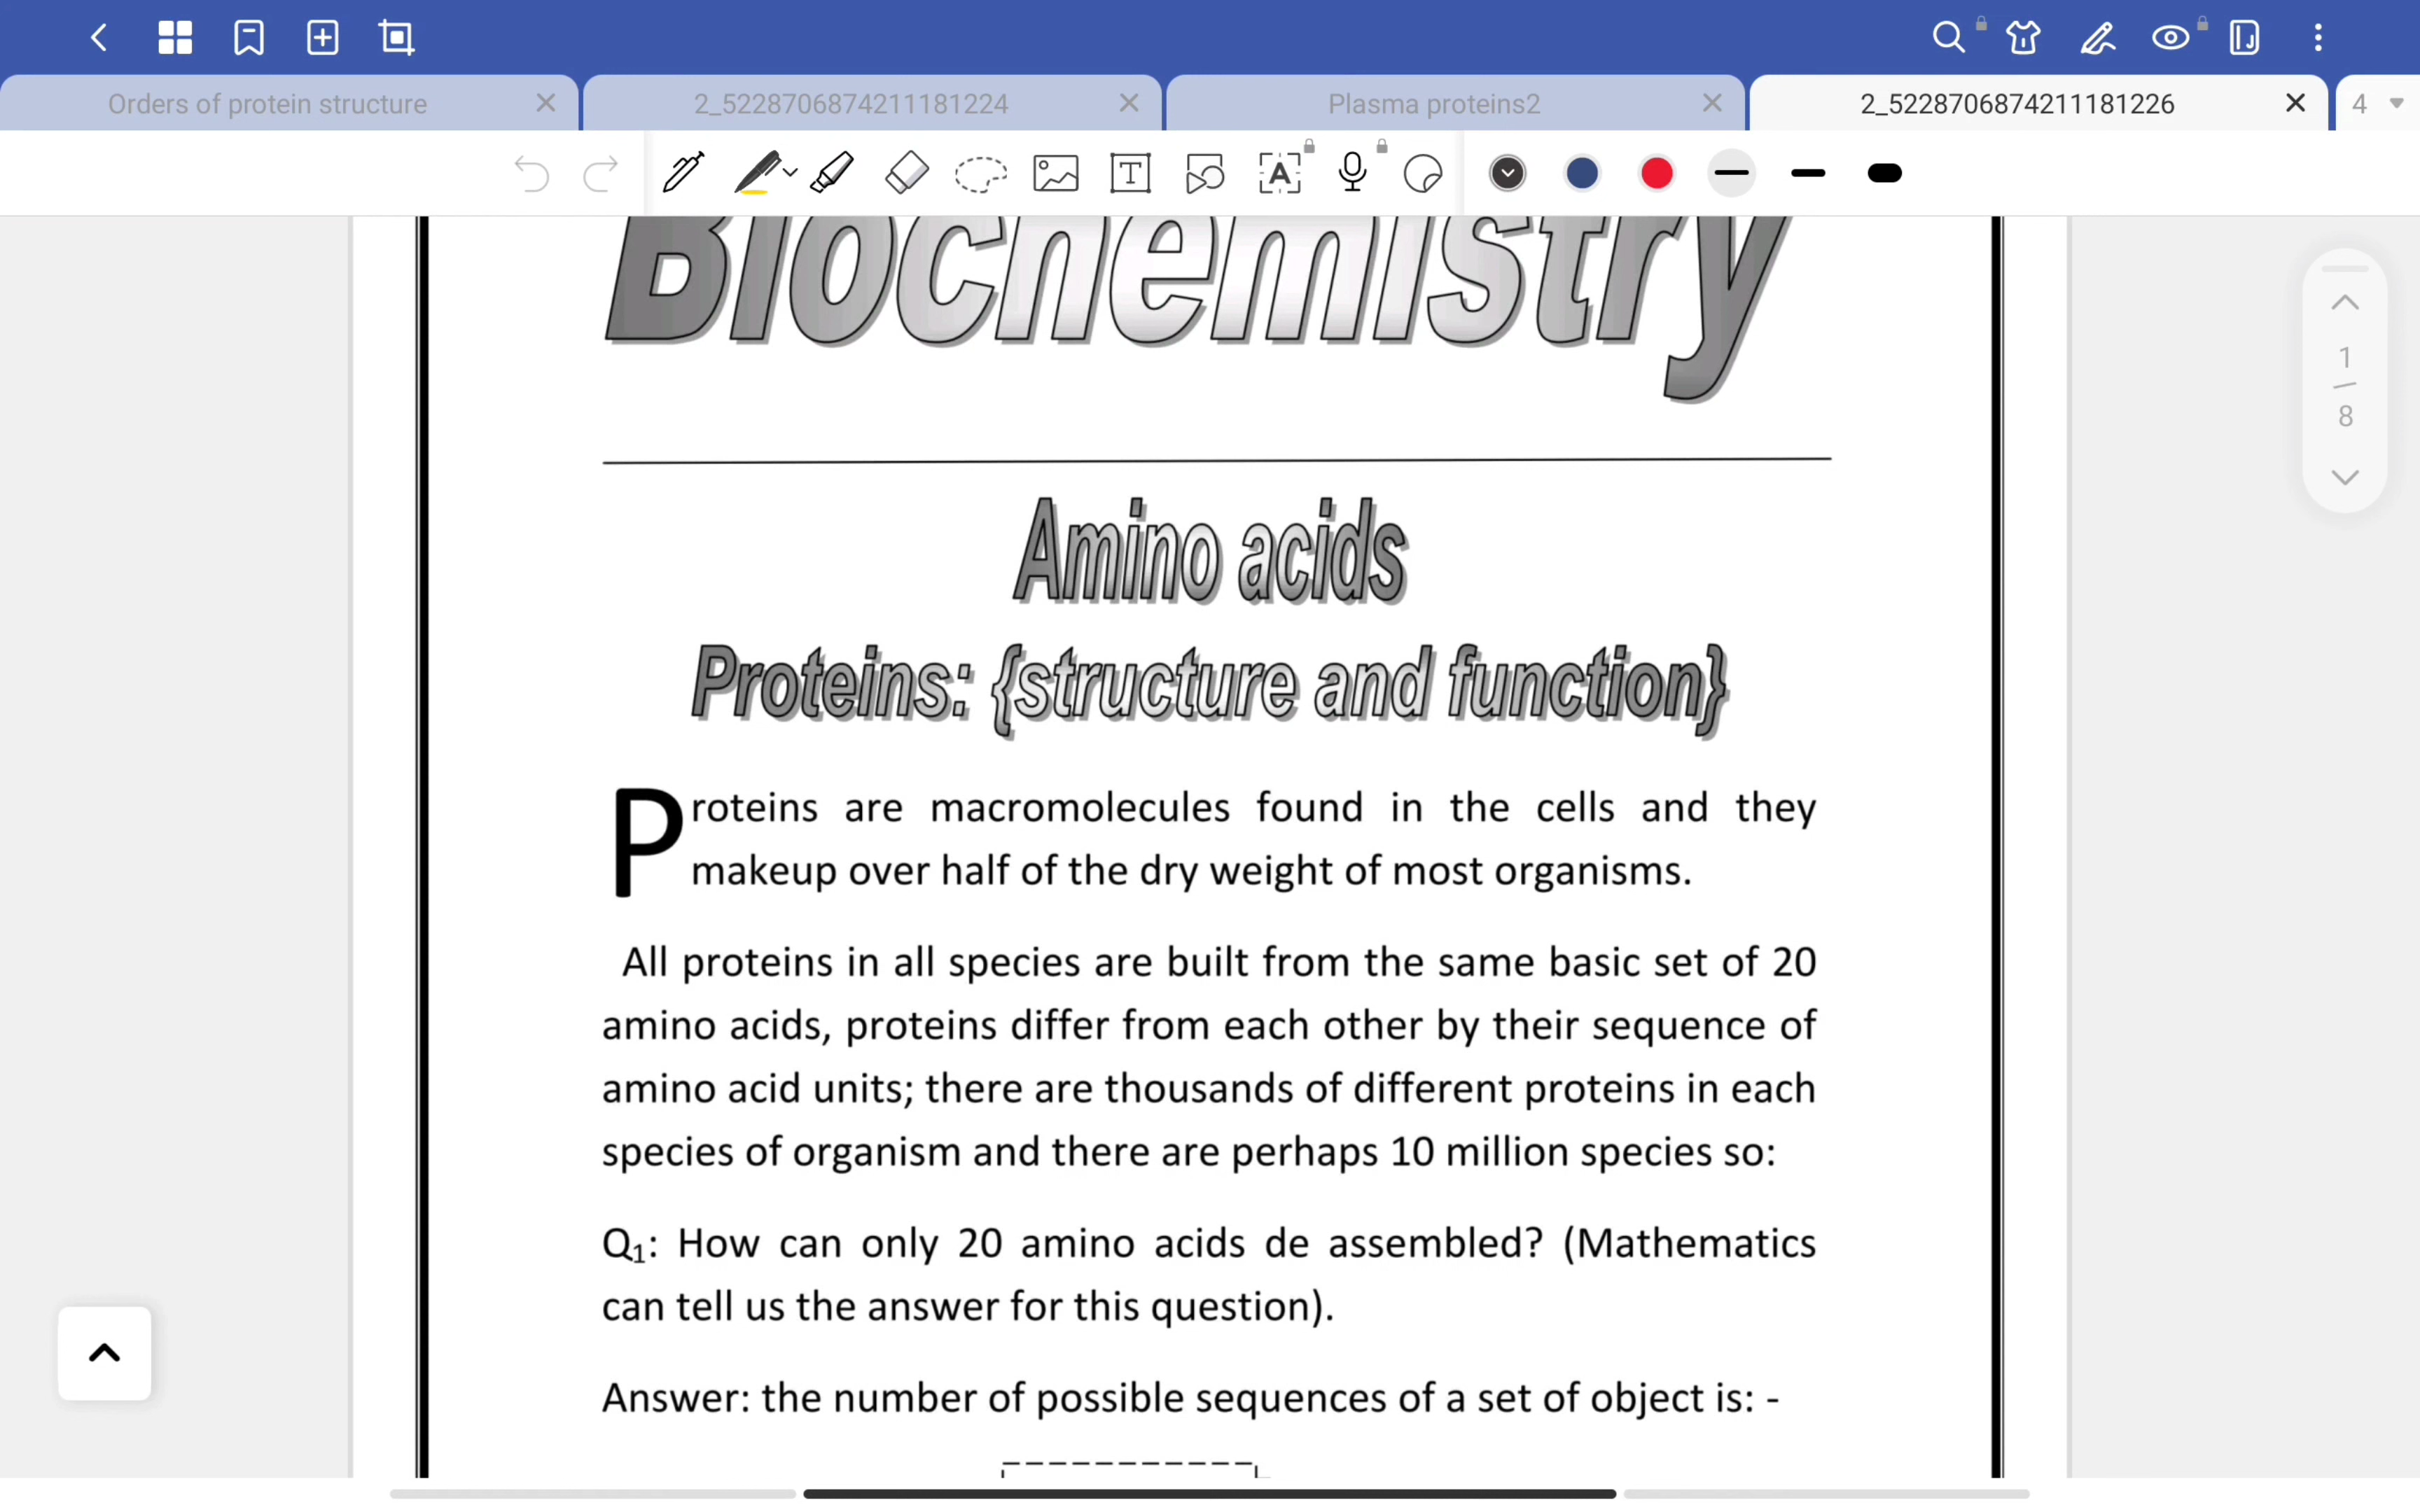 Orders of protein structure
2_5228706874211181224
Plasma proteins2
2_5228706874211181226
4
Biochemistry
1
8
Amino acids
Proteins: {structure and function}
Proteins are macromolecules found in the cells and they
makeup over half of the dry weight of most organisms.
All proteins in all species are built from the same basic set of 20
amino acids, proteins differ from each other by their sequence of
amino acid units; there are thousands of different proteins in each
species of organism and there are perhaps 10 million species so:
Q₁: How can only 20 amino acids de assembled? (Mathematics
can tell us the answer for this question).
Answer: the number of possible sequences of a set of object is: -